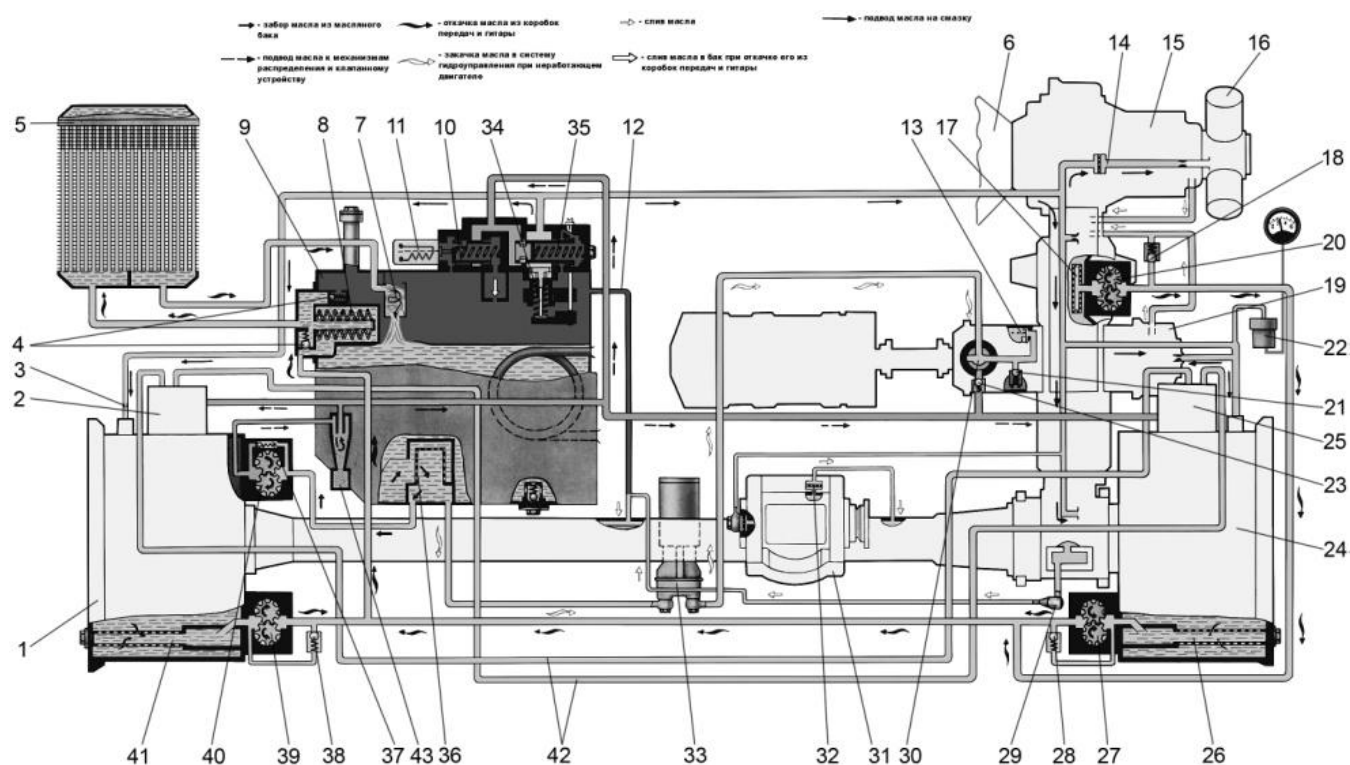 - забор масла из масляного
бака
- откачка масла из коробок
передач и гитары
- слив масла
- подвод масла на смазку
- подвод масла к механизмам
распределения и клапанному
устройству
- закачка масла в систему
гидроуправления при неработающем
двигателе
- слив масла в бак при откачке его из
коробок передач и гитары
6 14 15 16
5 9 8 7 11 10 34 35 12 13 17
18
20
19
4
3
2
22
21
25
23
24
1
41 40 39 38 37 43 36 42 33 32 31 30 29 28 27 26